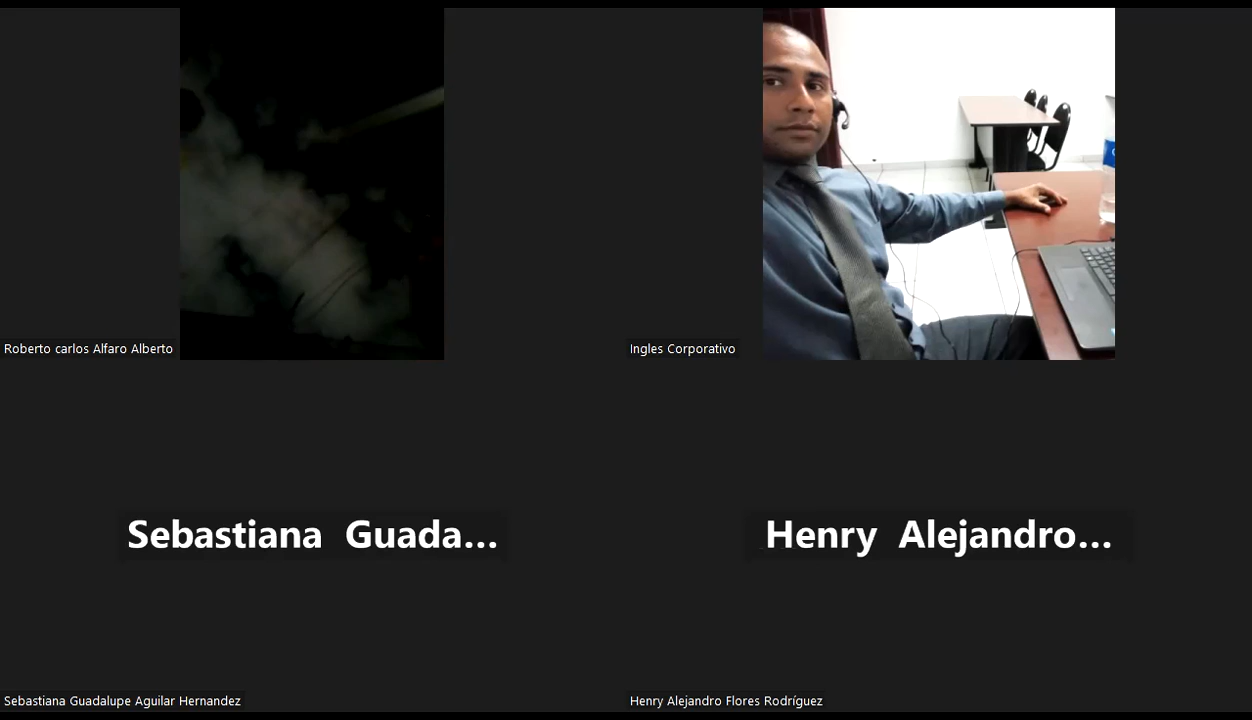 Roberto carlos Alfaro Alberto
Ingles Corporativo
Sebastiana Guada...
Henry Alejandro...
Sebastiana Guadalupe Aguilar Hernandez
Henry Alejandro Flores Rodríguez